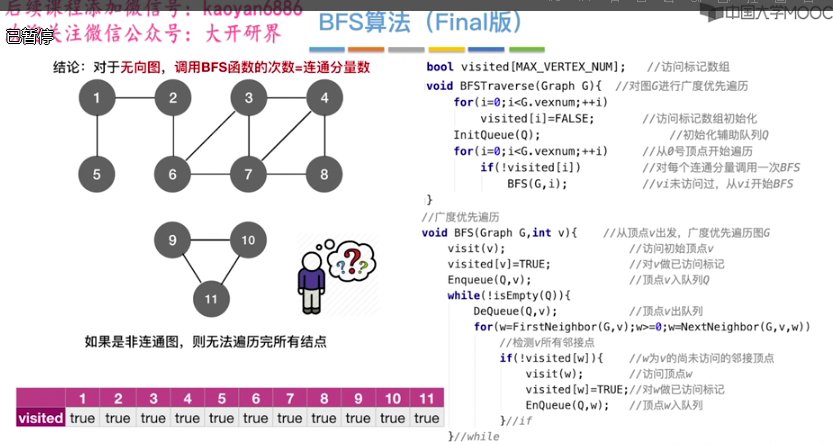 后续课程添加微信号：kaoyan6886
已暂停
关注微信公众号：大开研界
BFS算法（Final版）
中国大学MOOC
结论：对于无向图，调用BFS函数的次数=连通分量数
1 2 3 4
5 6 7 8
9 10
11
? ? ?
如果是非连通图，则无法遍历完所有结点
1 2 3 4 5 6 7 8 9 10 11
visited true true true true true true true true true true true
bool visited[MAX_VERTEX_NUM]; //访问标记数组
void BFSTraverse(Graph G){ //对图G进行广度优先遍历
for(i=0;i<G.vexnum;++i)
visited[i]=FALSE; //访问标记数组初始化
InitQueue(Q); //初始化辅助队列Q
for(i=0;i<G.vexnum;++i) //从0号顶点开始遍历
if(!visited[i]) //对每个连通分量调用一次BFS
BFS(G,i); //vi未访问过，从vi开始BFS
}
//广度优先遍历
void BFS(Graph G,int v){ //从顶点v出发，广度优先遍历图G
visit(v); //访问初始顶点v
visited[v]=TRUE; //对v做已访问标记
Enqueue(Q,v); //顶点v入队列Q
while(!isEmpty(Q)){
DeQueue(Q,v); //顶点v出队列
for(w=FirstNeighbor(G,v);w>=0;w=NextNeighbor(G,v,w))
//检测v所有邻接点
if(!visited[w]){ //w为v的尚未访问的邻接顶点
visit(w); //访问顶点w
visited[w]=TRUE;//对w做已访问标记
EnQueue(Q,w); //顶点w入队列
}//if
}//while